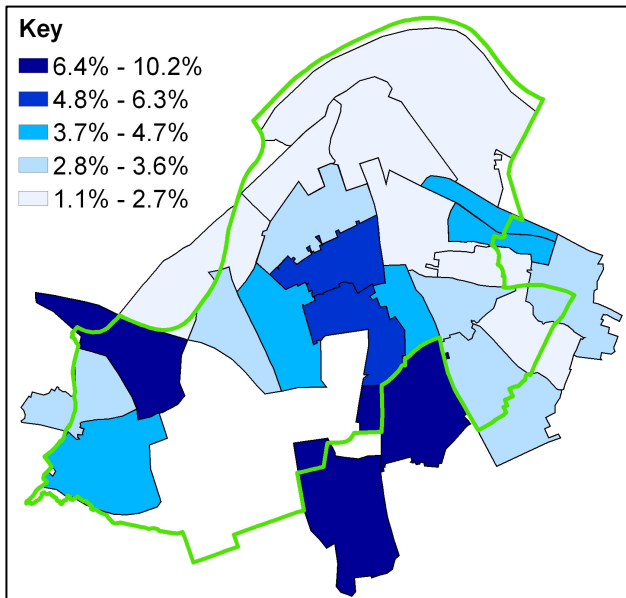 Key
6.4% - 10.2%
4.8% - 6.3%
3.7% - 4.7%
2.8% - 3.6%
1.1% - 2.7%